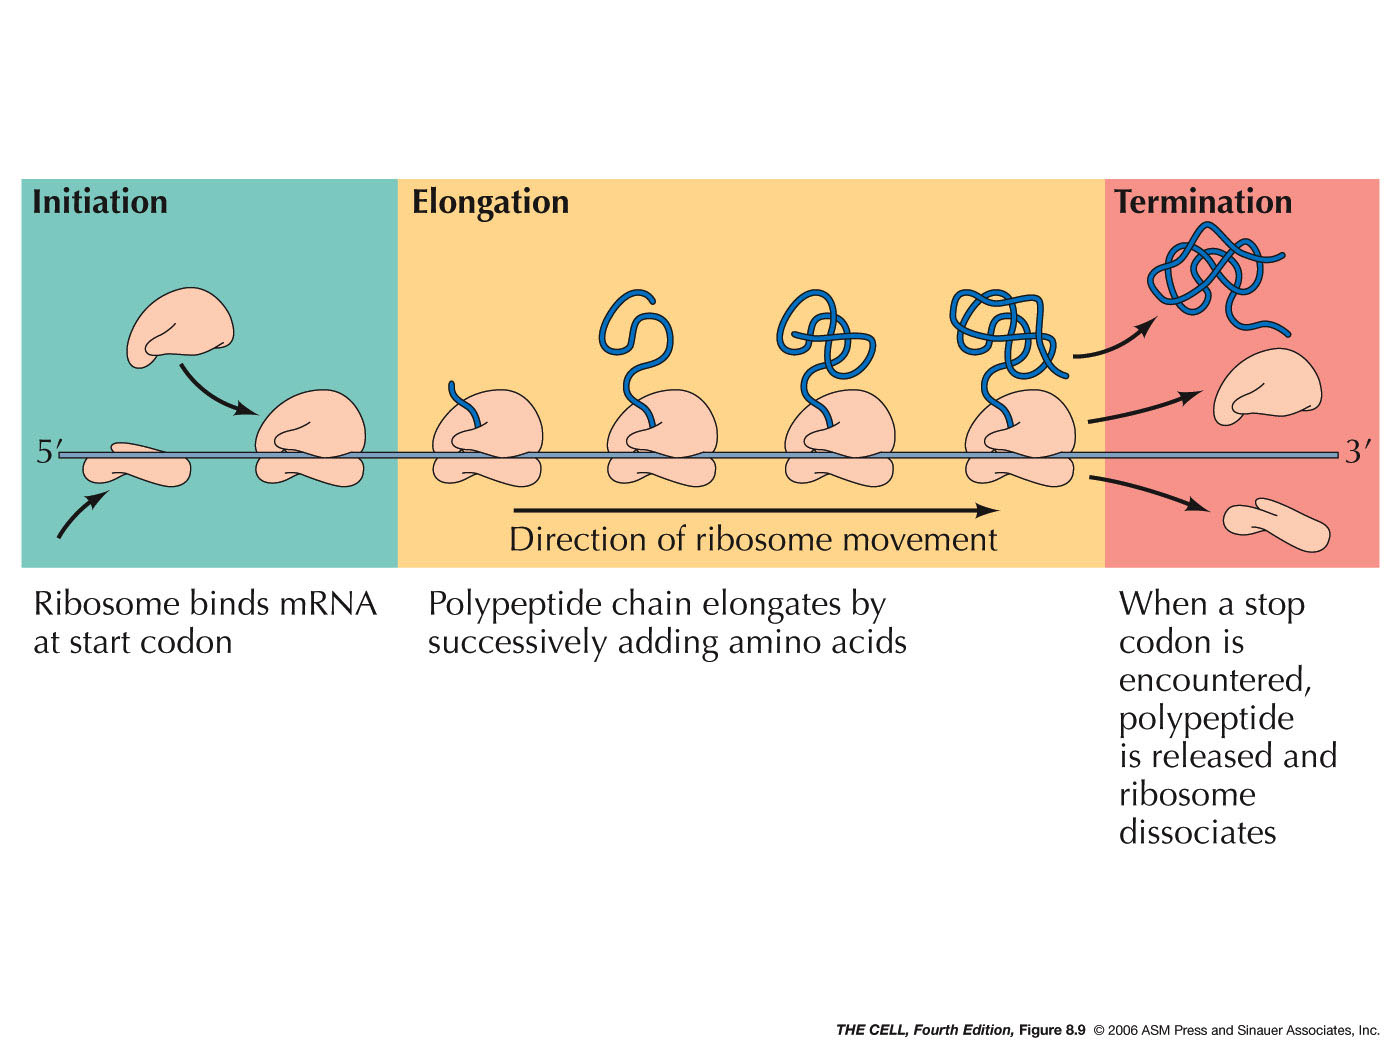 Initiation
Elongation
Termination
5′
3′
Direction of ribosome movement
Ribosome binds mRNA
at start codon
Polypeptide chain elongates by
successively adding amino acids
When a stop
codon is
encountered,
polypeptide
is released and
ribosome
dissociates
THE CELL, Fourth Edition, Figure 8.9 © 2006 ASM Press and Sinauer Associates, Inc.